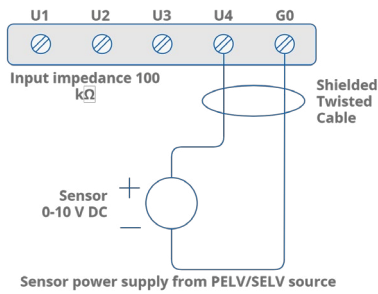 U1 U2 U3 U4 G0
Input impedance 100
kΩ
Shielded
Twisted
Cable
Sensor
0-10 V DC
+
—
Sensor power supply from PELV/SELV source